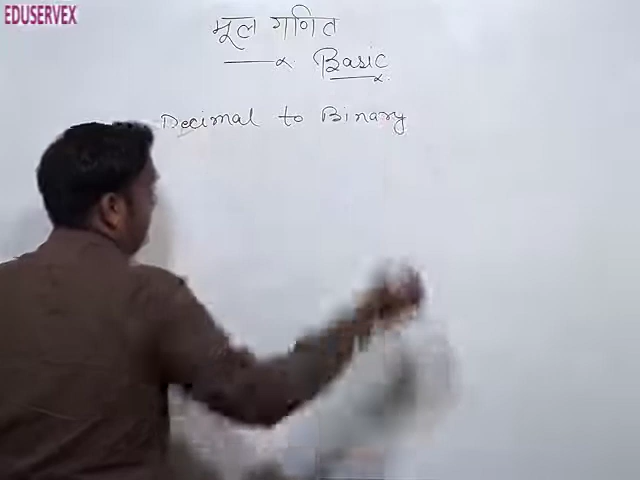 EDUSERVEX
मूल गणित
Basic
Decimal to Binary